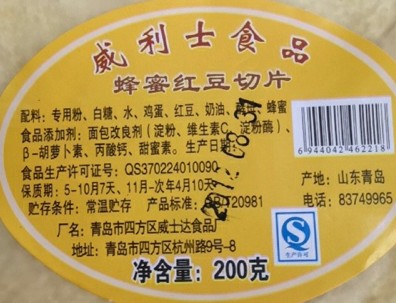 威利士食品
蜂蜜红豆切片
配料：专用粉、白糖、水、鸡蛋、红豆、奶油、蜂蜜
食品添加剂：面包改良剂（淀粉、维生素C、淀粉酶）、
β-胡萝卜素、丙酸钙、甜蜜素。生产日期：
食品生产许可证号：QS370224010090
保质期：5-10月7天、11月-次年4月10天
产地：山东青岛
贮存条件：常温贮存 产品标准：20981
电话：83749965
厂名：青岛市四方区威士达食品厂
地址：青岛市四方区杭州路9号-8
净含量：200克
6944042462218
QS
生产许可